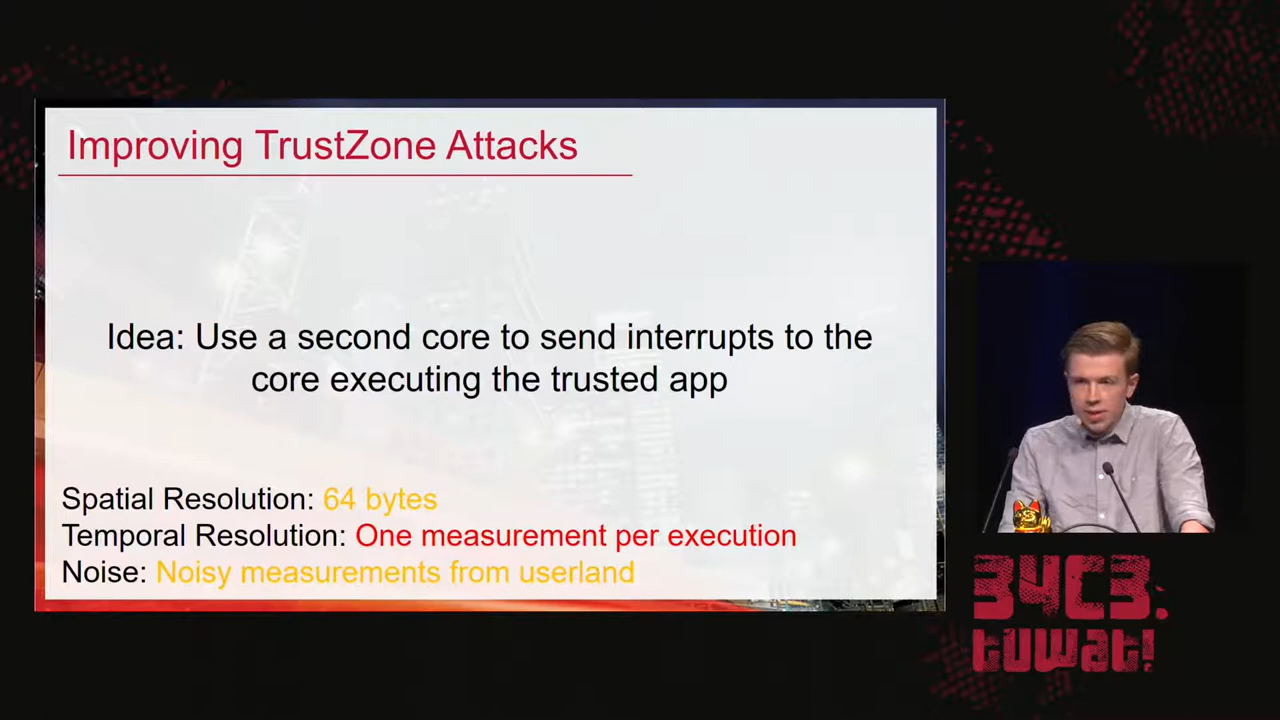 Improving TrustZone Attacks
Idea: Use a second core to send interrupts to the
core executing the trusted app
Spatial Resolution: 64 bytes
Temporal Resolution: One measurement per execution
Noise: Noisy measurements from userland
34C3:
tuwat!